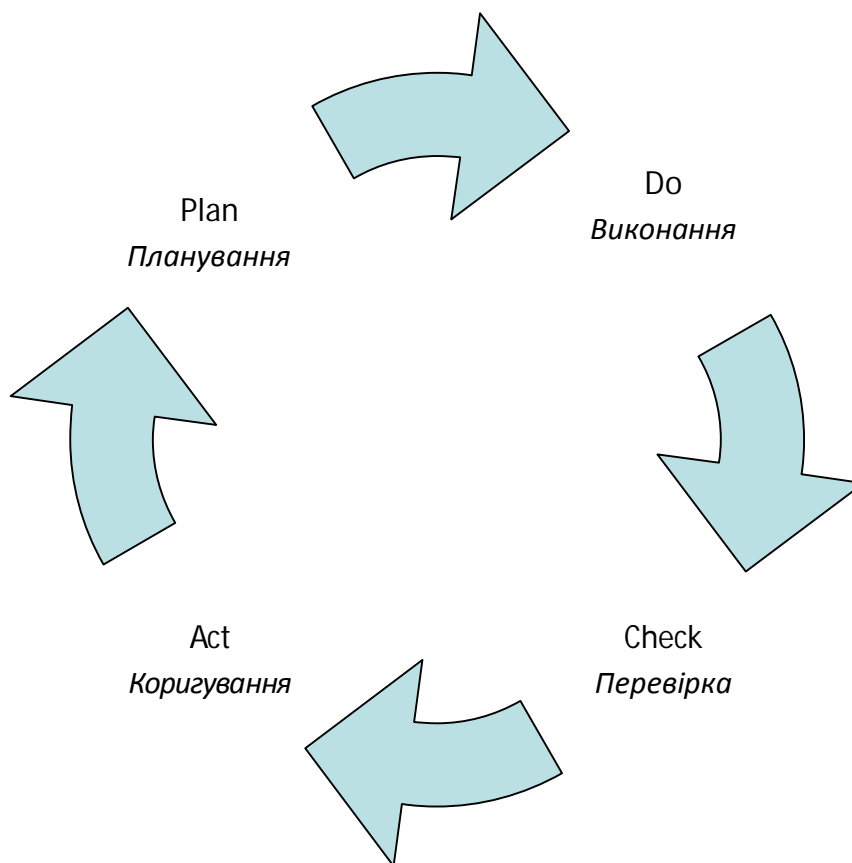 Plan
Планування
Do
Виконання
Check
Перевірка
Act
Коригування